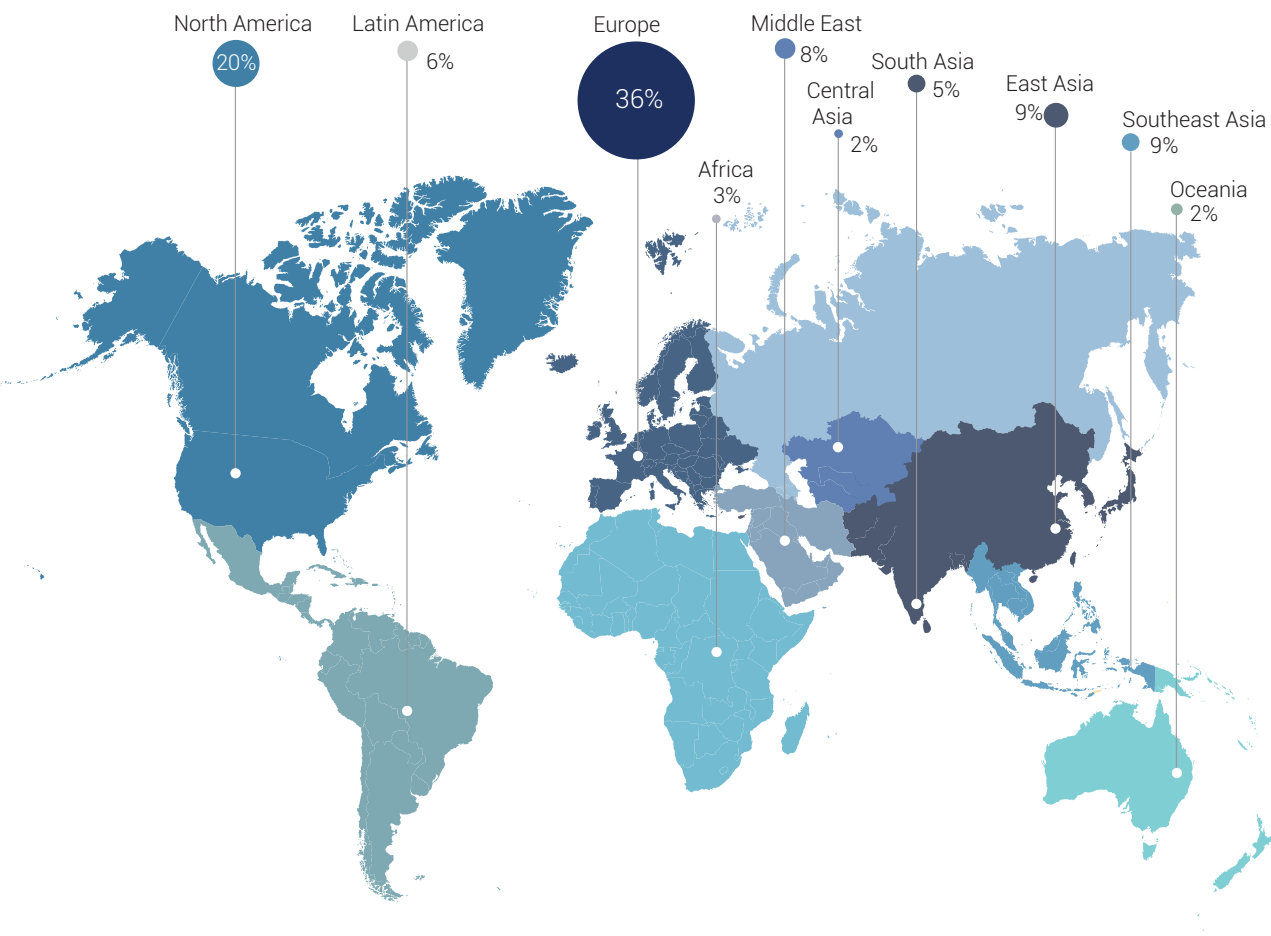 North America
20%
Latin America
6%
Europe
36%
Africa
3%
Middle East
8%
Central
Asia
2%
South Asia
5%
East Asia
9%
Southeast Asia
9%
Oceania
2%